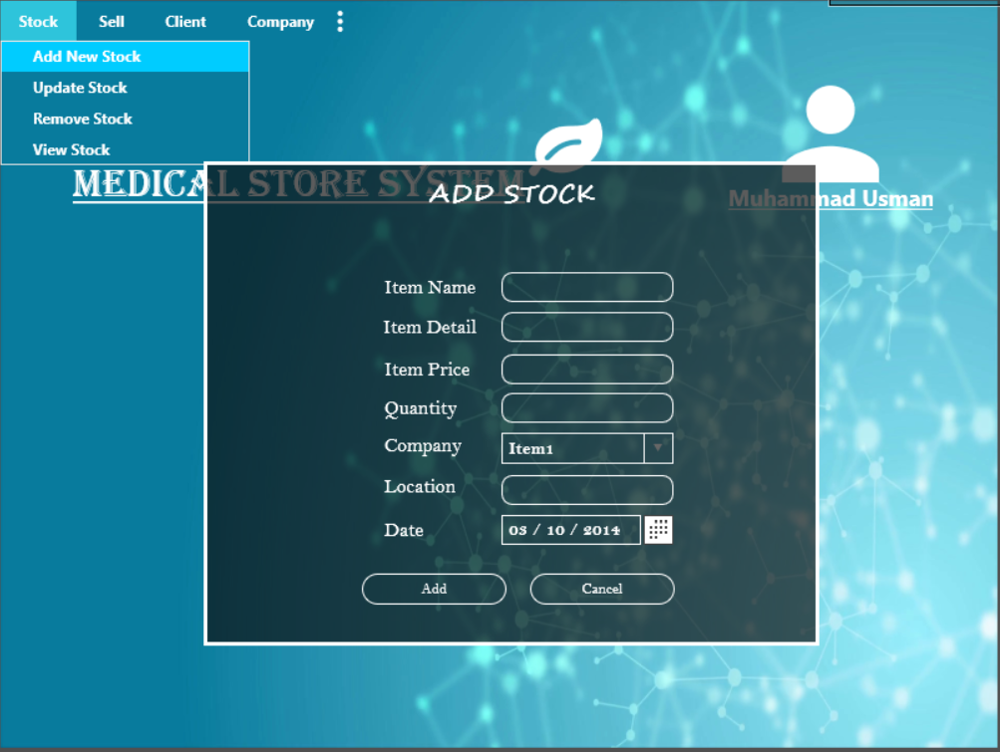 Stock Sell Client Company
Add New Stock
Update Stock
Remove Stock
View Stock
MEDICAL STORE SYSTEM
Muhammad Usman
ADD STOCK
Item Name
Item Detail
Item Price
Quantity
Company Item1
Location
Date 03 / 10 / 2014
Add Cancel